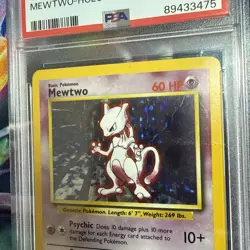 MEWTWO-HOLO
PSA
89433475
Basic Pokémon
Mewtwo
60 HP
Genetic Pokémon. Length: 6' 7", Weight: 269 lbs.
Psychic Does 10 damage plus 10 more
damage for each Energy card attached to
the Defending Pokémon.
10+